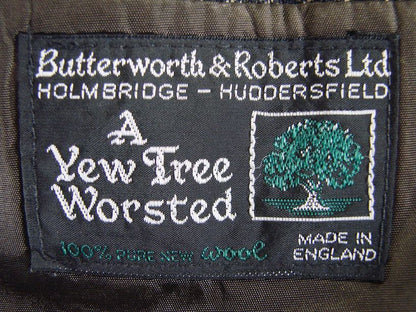 Butterworth & Roberts Ltd
HOLMBRIDGE – HUDDERSFIELD
A
Yew Tree
Worsted
100% PURE NEW wool
MADE IN
ENGLAND